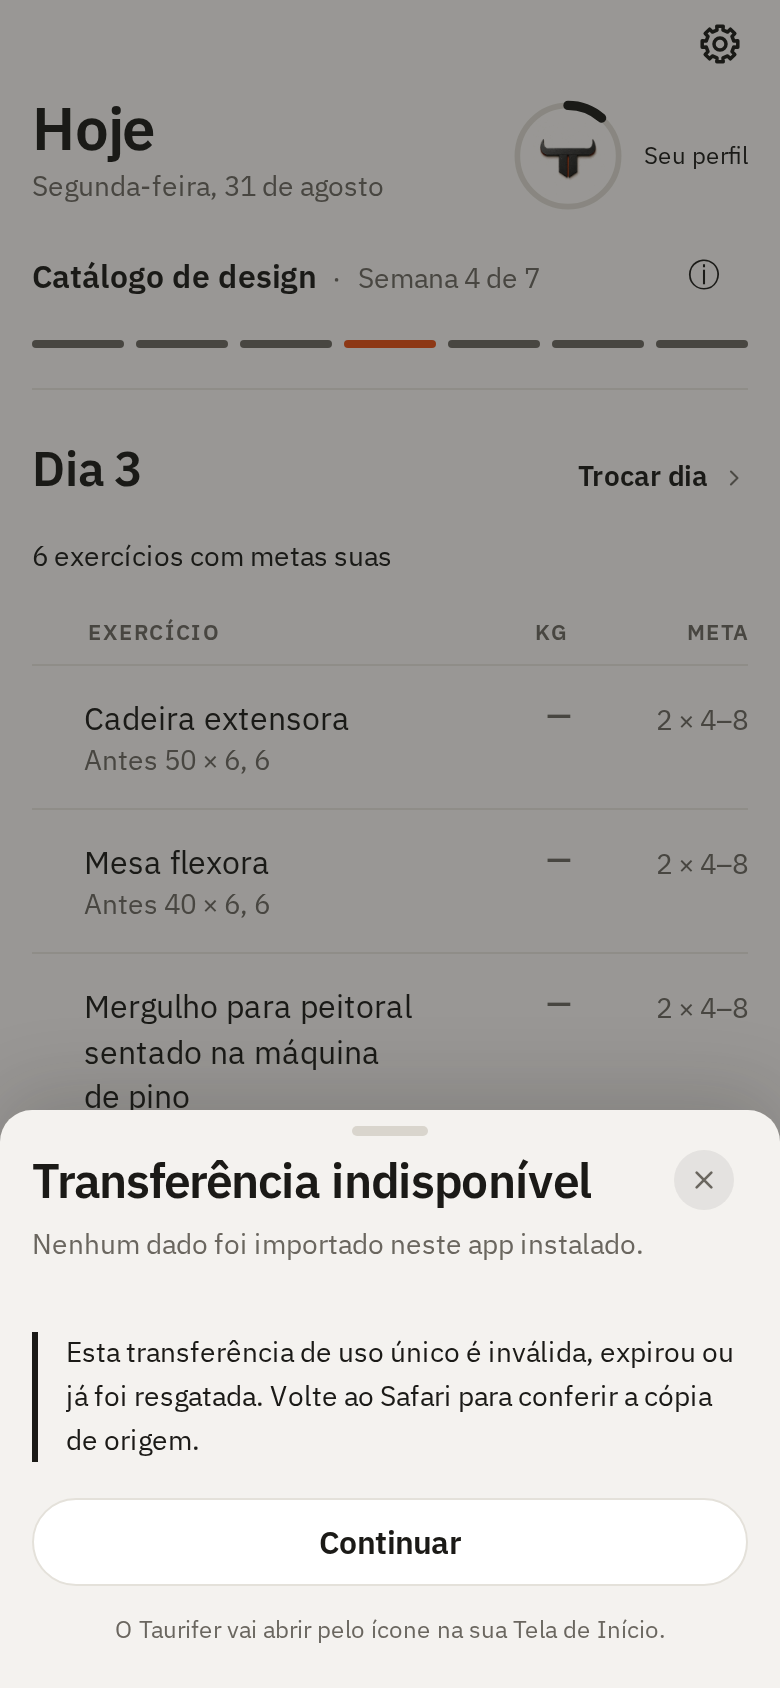 Hoje
Segunda-feira, 31 de agosto
Seu perfil
Catálogo de design · Semana 4 de 7
Dia 3
Trocar dia
6 exercícios com metas suas
EXERCÍCIO KG META
Cadeira extensora — 2 × 4–8
Antes 50 × 6, 6
Mesa flexora — 2 × 4–8
Antes 40 × 6, 6
Mergulho para peitoral — 2 × 4–8
sentado na máquina
de pino
Transferência indisponível
Nenhum dado foi importado neste app instalado.
Esta transferência de uso único é inválida, expirou ou
já foi resgatada. Volte ao Safari para conferir a cópia
de origem.
Continuar
O Taurifer vai abrir pelo ícone na sua Tela de Início.